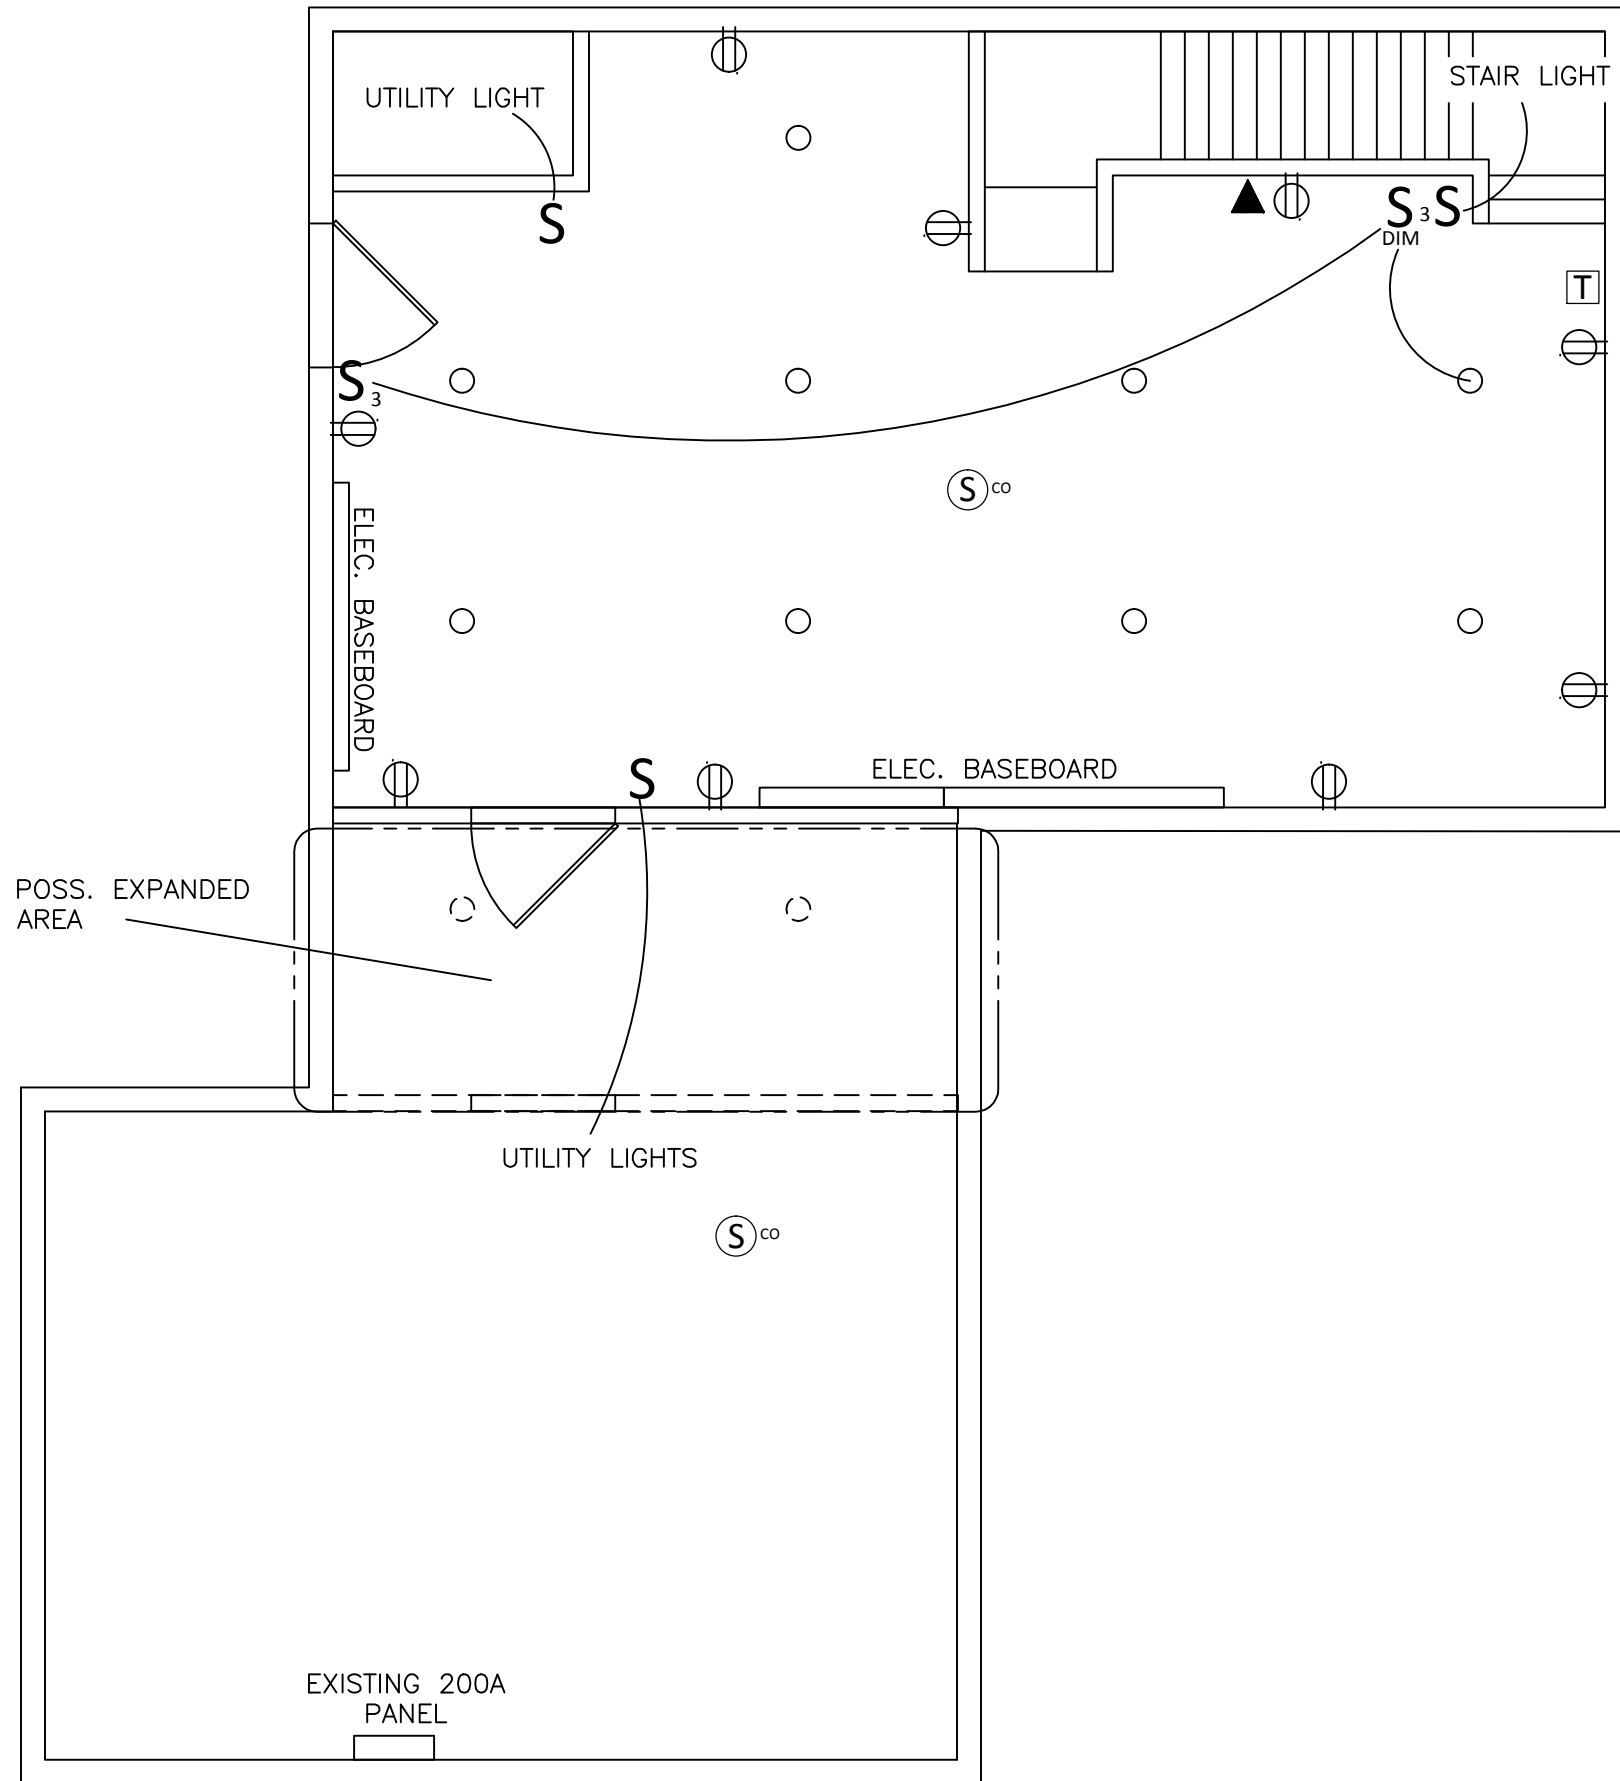 STAIR LIGHT
UTILITY LIGHT
S
S 3 S
DIM
T
S 3
S CO
ELEC. BASEBOARD
S
ELEC. BASEBOARD
POSS. EXPANDED
AREA
UTILITY LIGHTS
S CO
EXISTING 200A
PANEL